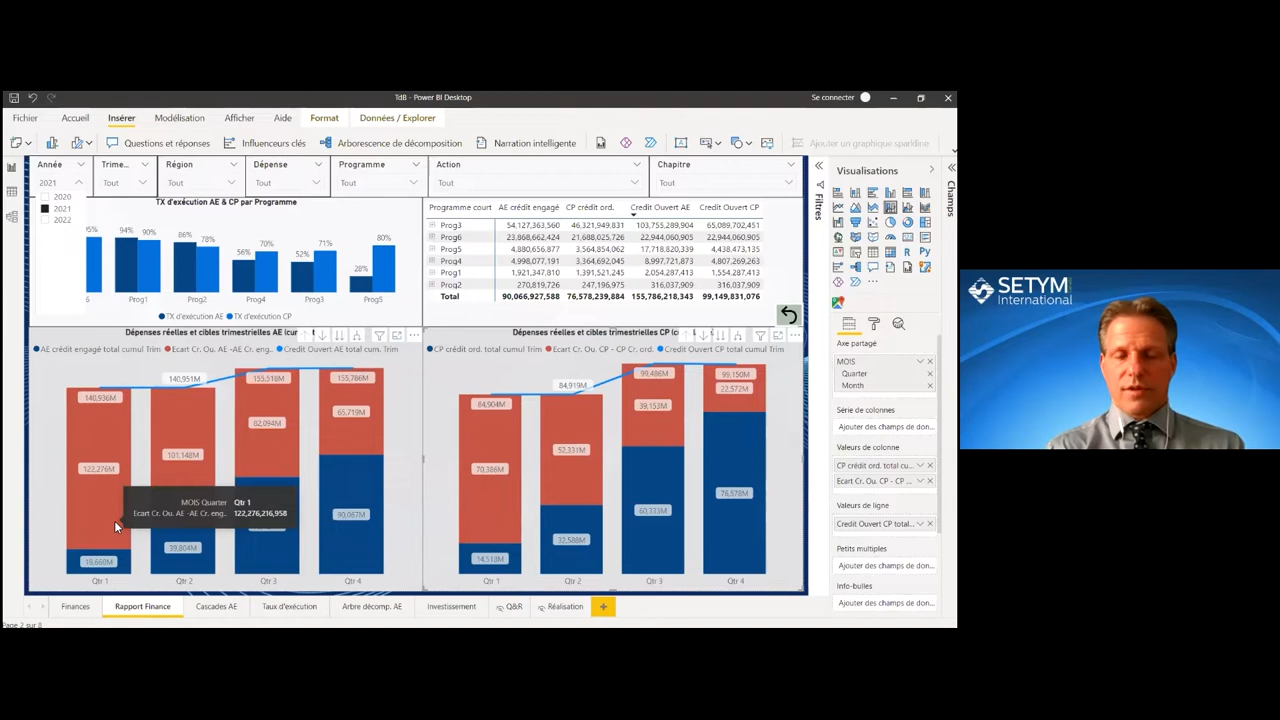 TdB - Power BI Desktop
Se connecter
Fichier Accueil Insérer Modélisation Afficher Aide Format Données / Explorer
Questions et réponses Influenceurs clés Arborescence de décomposition Narration intelligente Ajouter un graphique sparkline
Année Trime... Région Dépense Programme Action Chapitre
2021 Tout Tout Tout Tout Tout Tout
2020
2021
2022
TX d'exécution AE & CP par Programme
94% 90% 86% 78% 56% 70% 52% 71% 28% 80%
Prog1 Prog2 Prog4 Prog3 Prog5
TX d'exécution AE TX d'exécution CP
Programme court AE crédit engagé CP crédit ord. Credit Ouvert AE Credit Ouvert CP
Prog3 54,127,363,560 46,321,949,831 103,755,289,904 65,089,702,451
Prog6 23,868,662,424 21,688,025,726 22,944,060,905 22,944,060,905
Prog5 4,880,656,877 3,564,854,062 17,718,820,339 4,438,473,135
Prog4 4,998,077,191 3,364,692,045 8,997,721,873 4,807,269,263
Prog1 1,921,347,810 1,391,521,245 2,054,287,413 1,554,287,413
Prog2 270,819,726 247,196,975 316,037,909 316,037,909
Total 90,066,927,588 76,578,239,884 155,786,218,343 99,149,831,076
Dépenses réelles et cibles trimestrielles AE
AE crédit engagé total cumul Trim Ecart Cr. Ou. AE -AE Cr. eng.. Credit Ouvert AE total cum. Trim
140,936M 140,951M 155,518M 155,786M
122,276M 101,148M 82,094M 65,719M
18,660M 39,804M 90,067M
MOIS Quarter Qtr 1
Ecart Cr. Ou. AE -AE Cr. eng.. 122,276,216,958
Qtr 1 Qtr 2 Qtr 3 Qtr 4
Dépenses réelles et cibles trimestrielles CP
CP crédit ord. total cumul Trim Ecart Cr. Ou. CP - CP Cr. ord. Credit Ouvert CP total cumul Trim
84,904M 84,919M 99,486M 99,150M
70,386M 52,331M 39,153M 22,572M
14,518M 32,588M 60,333M 76,578M
Qtr 1 Qtr 2 Qtr 3 Qtr 4
Filtres
Visualisations
Champs
Axe partagé
MOIS
Quarter
Month
Série de colonnes
Ajouter des champs de don...
Valeurs de colonne
CP crédit ord. total cu...
Ecart Cr. Ou. CP - CP ...
Valeurs de ligne
Credit Ouvert CP total...
Petits multiples
Ajouter des champs de don...
Info-bulles
Ajouter des champs de don...
Finances Rapport Finance Cascades AE Taux d'exécution Arbre décomp. AE Investissement Q&R Réalisation
Page 2 sur 8
SETYM
International